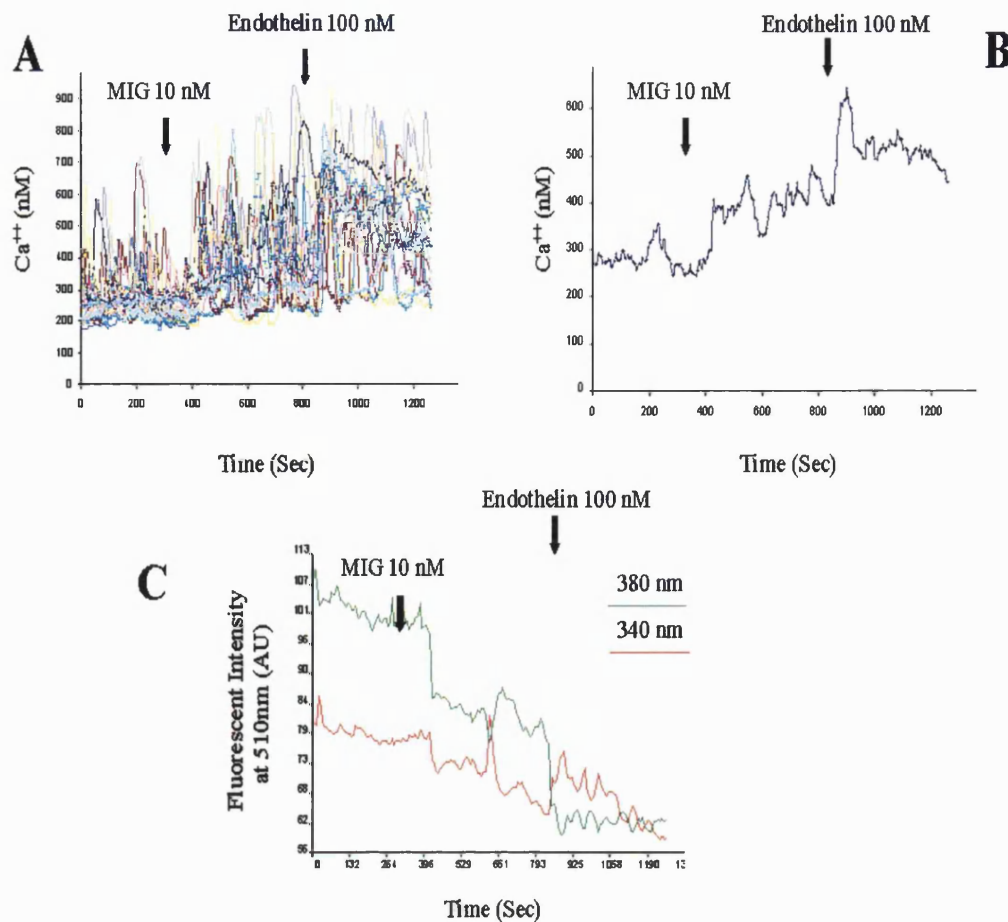 Endothelin 100 nM
A
MIG 10 nM
Ca++ (nM)
900
800
700
600
500
400
300
200
100
0
0 200 400 600 800 1000 1200
Time (Sec)
Endothelin 100 nM
B
MIG 10 nM
Ca++ (nM)
600
500
400
300
200
100
0
0 200 400 600 800 1000 1200
Time (Sec)
Endothelin 100 nM
C
MIG 10 nM
380 nm
340 nm
Fluorescent Intensity
at 510nm (AU)
113
107
101
95
90
84
79
73
68
62
56
0 132 264 396 529 661 793 925 1058 1190
Time (Sec)